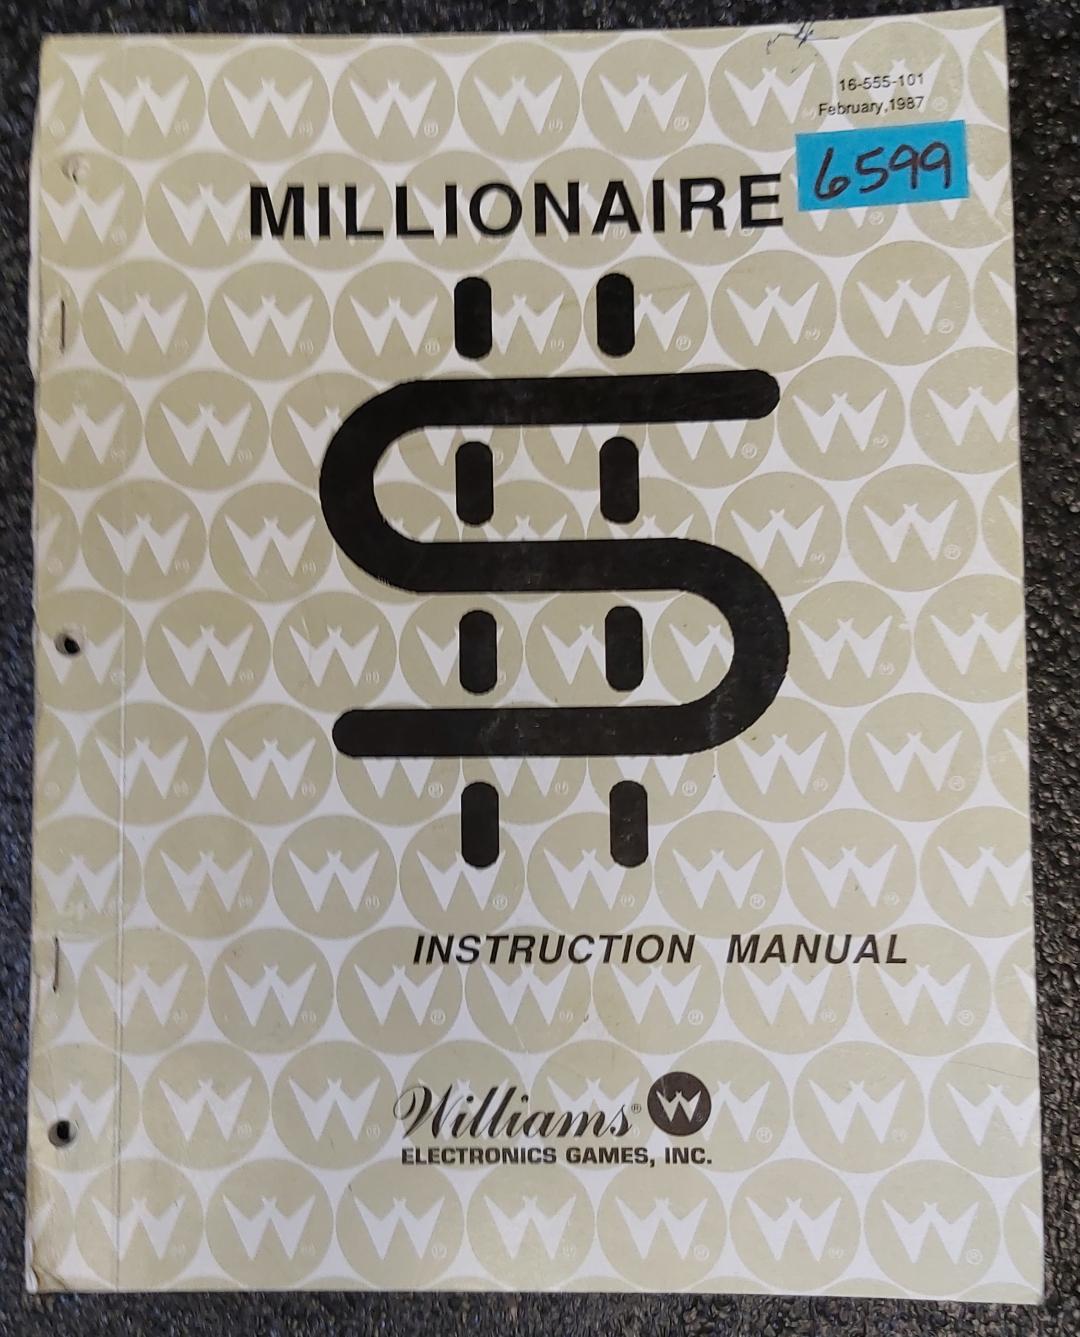 16-555-101
February,1987
6599
MILLIONAIRE
INSTRUCTION MANUAL
Williams®
ELECTRONICS GAMES, INC.